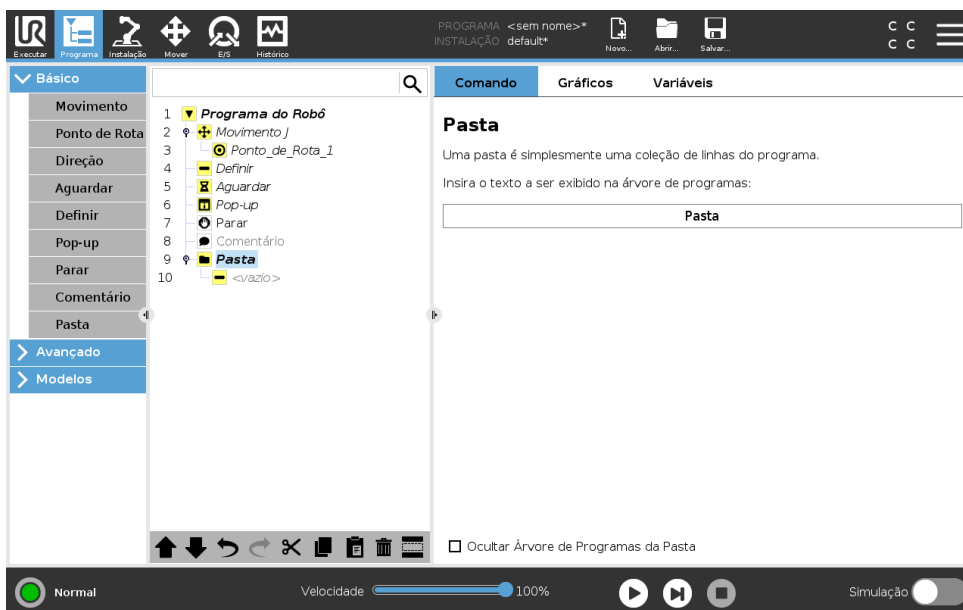 UR
Executar
Programa
Instalação
Mover
E/S
Histórico
PROGRAMA <sem nome>*
INSTALAÇÃO default*
Novo...
Abrir...
Salvar...
C C
C C
Básico
Movimento
Ponto de Rota
Direção
Aguardar
Definir
Pop-up
Parar
Comentário
Pasta
Avançado
Modelos
1 Programa do Robô
2 Movimento J
3 Ponto_de_Rota_1
4 Definir
5 Aguardar
6 Pop-up
7 Parar
8 Comentário
9 Pasta
10 <vazio>
Comando Gráficos Variáveis
Pasta
Uma pasta é simplesmente uma coleção de linhas do programa.
Insira o texto a ser exibido na árvore de programas:
Pasta
Ocultar Árvore de Programas da Pasta
Normal
Velocidade 100%
Simulação